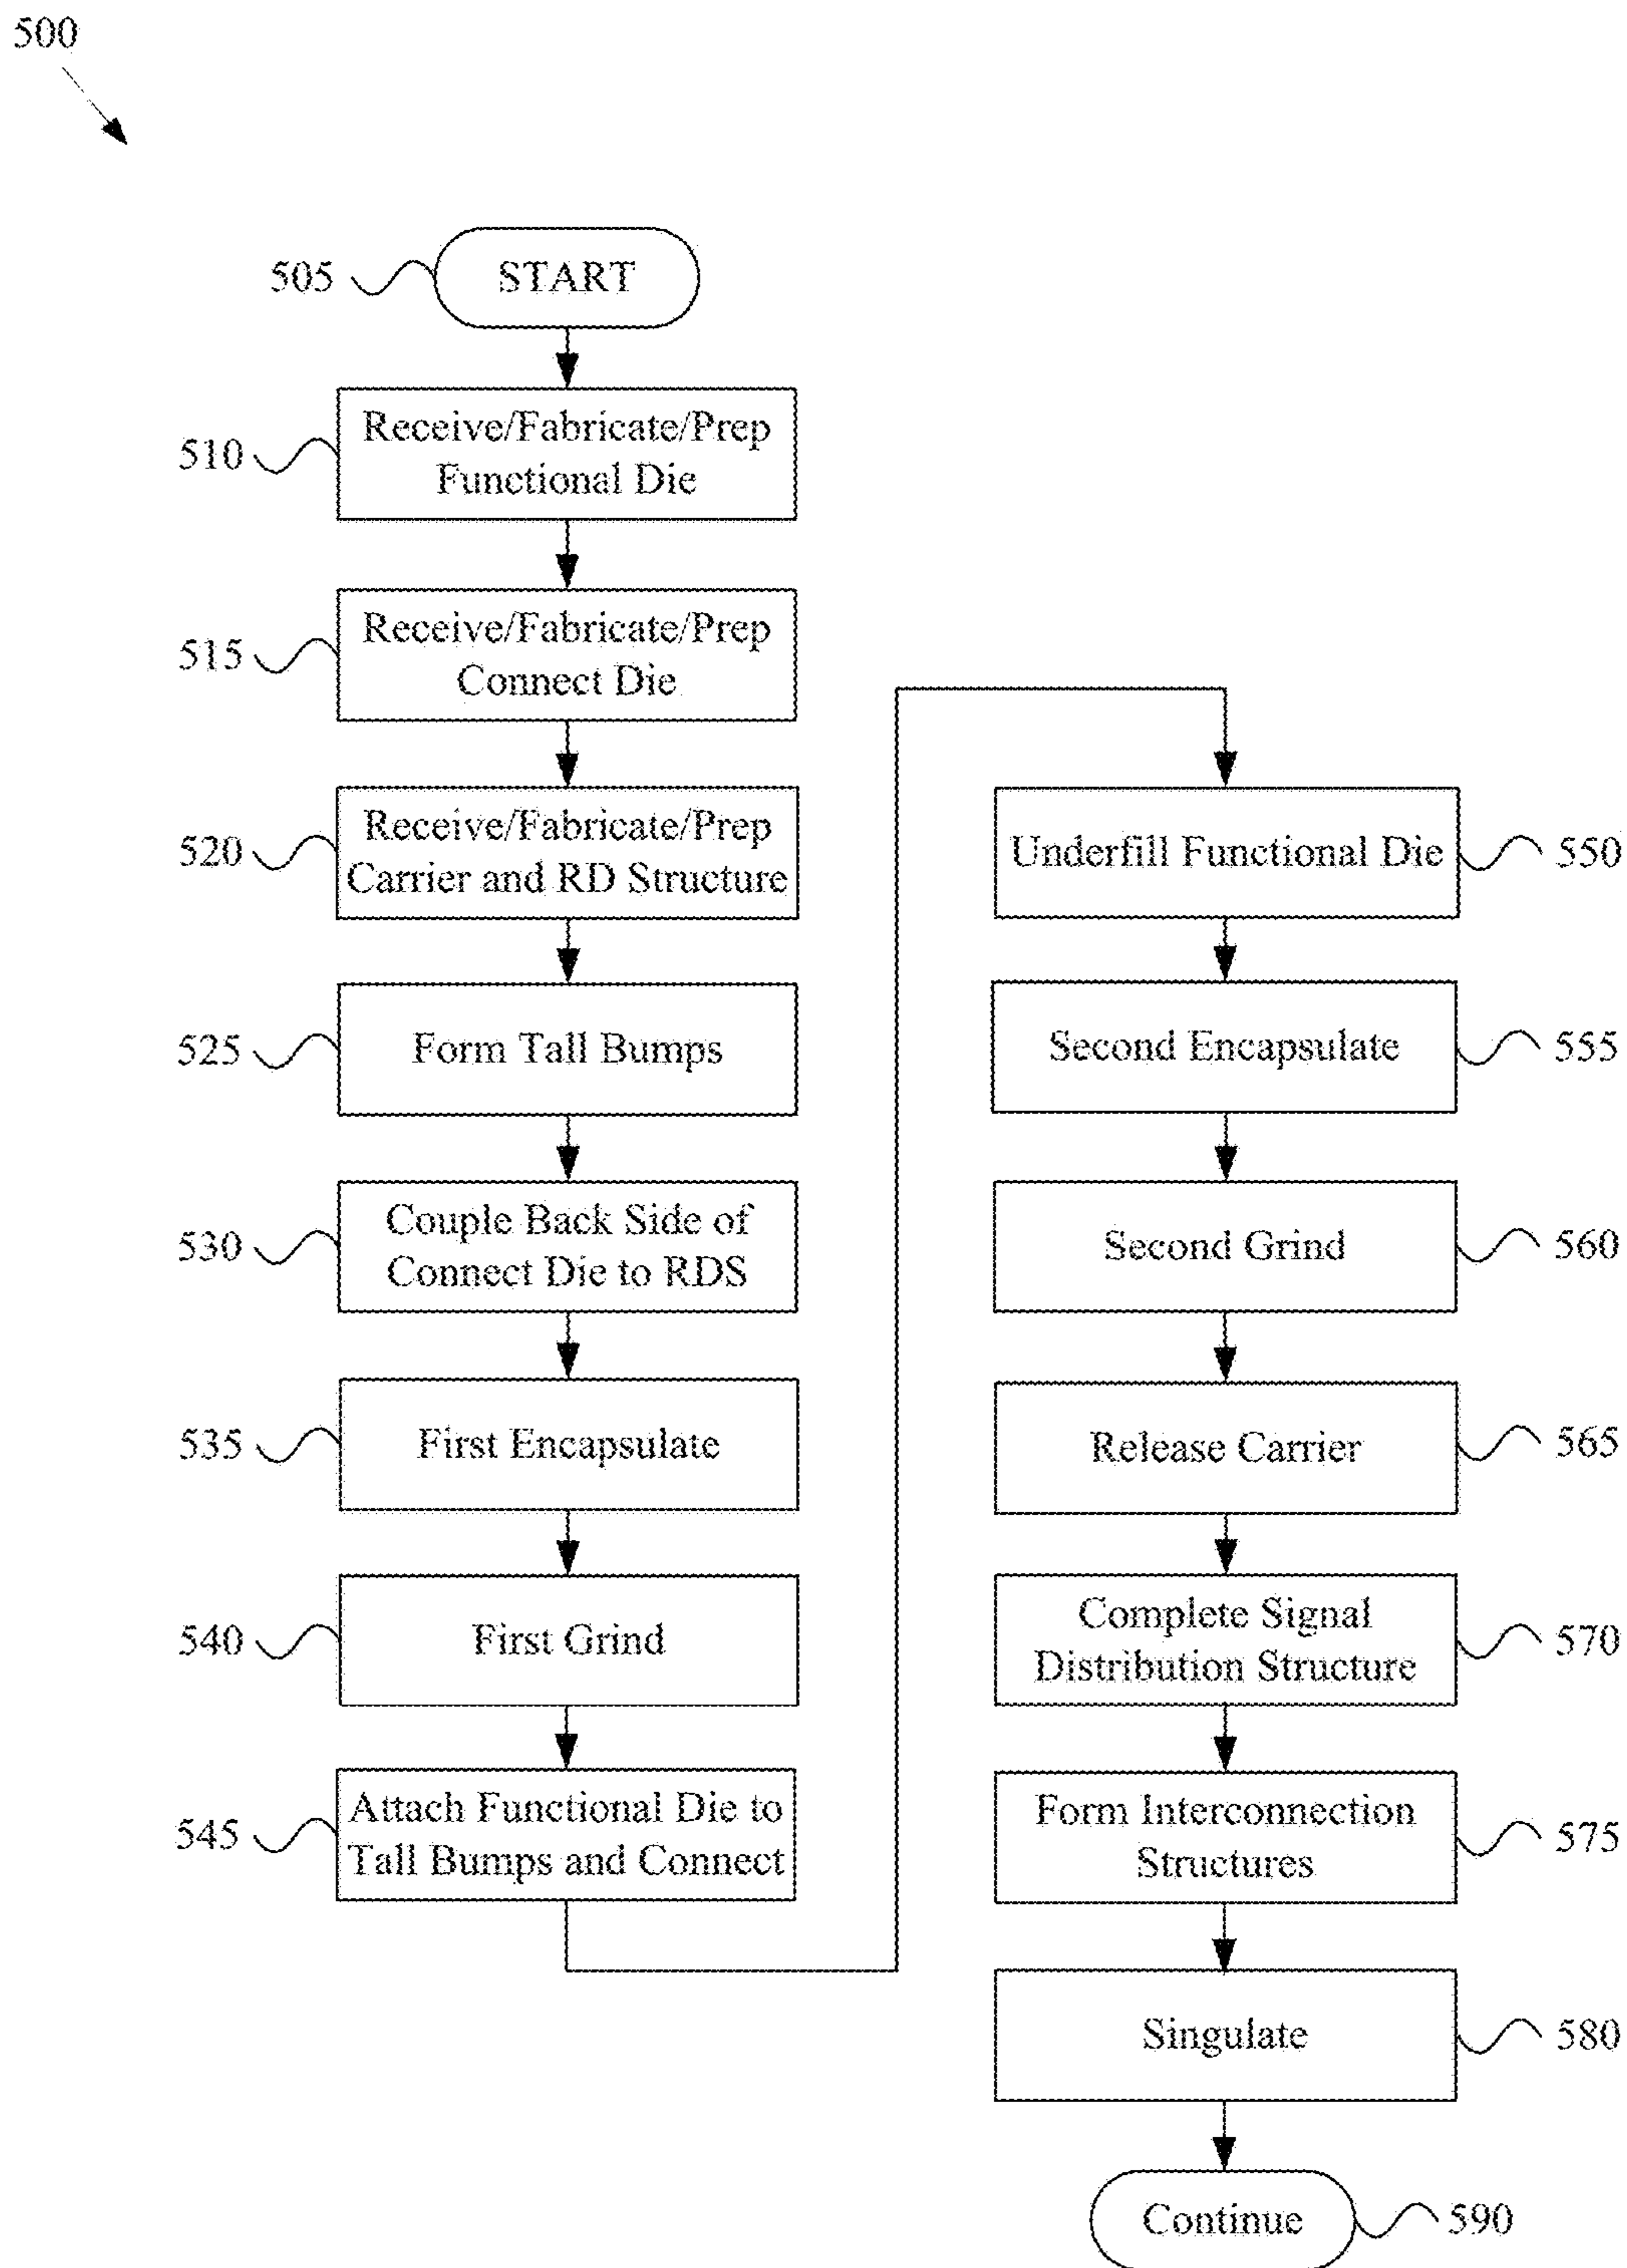 500
505
START
510
Receive/Fabricate/Prep
Functional Die
515
Receive/Fabricate/Prep
Connect Die
520
Receive/Fabricate/Prep
Carrier and RD Structure
525
Form Tall Bumps
530
Couple Back Side of
Connect Die to RDS
535
First Encapsulate
540
First Grind
545
Attach Functional Die to
Tall Bumps and Connect
Underfill Functional Die
550
Second Encapsulate
555
Second Grind
560
Release Carrier
565
Complete Signal
Distribution Structure
570
Form Interconnection
Structures
575
Singulate
580
Continue
590